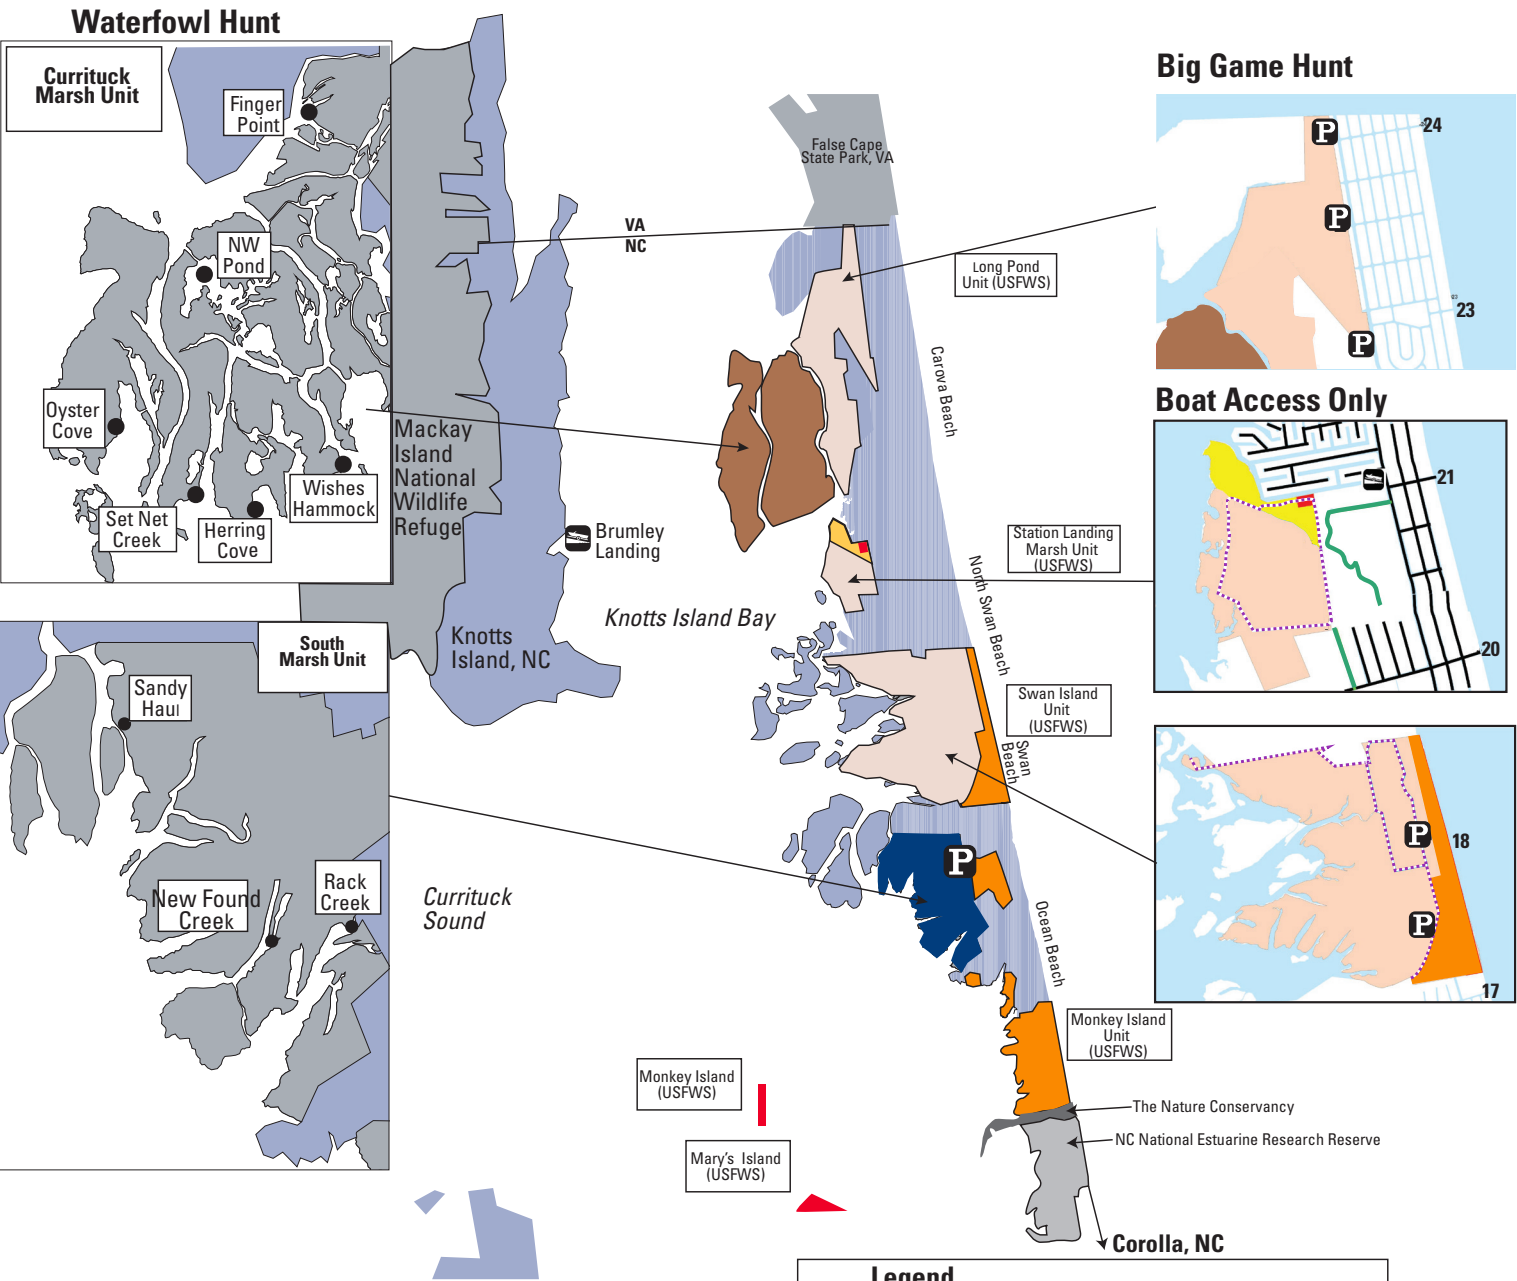 Waterfowl Hunt
Currituck
Marsh Unit
Finger
Point
NW
Pond
Oyster
Cove
Set Net
Creek
Herring
Cove
Wishes
Hammock
Mackay
Island
National
Wildlife
Refuge
South
Marsh Unit
Sandy
Haul
New Found
Creek
Rack
Creek
Knotts
Island, NC
Brumley
Landing
Knotts Island Bay
Currituck
Sound
VA
NC
False Cape
State Park, VA
Long Pond
Unit (USFWS)
Carova Beach
Station Landing
Marsh Unit
(USFWS)
North Swan Beach
Swan Island
Unit
(USFWS)
Swan
Beach
P
Ocean Beach
Monkey Island
Unit
(USFWS)
Monkey Island
(USFWS)
Mary's Island
(USFWS)
The Nature Conservancy
NC National Estuarine Research Reserve
Corolla, NC
Legend
Big Game Hunt
P
24
P
23
23
P
Boat Access Only
21
20
P
18
P
17